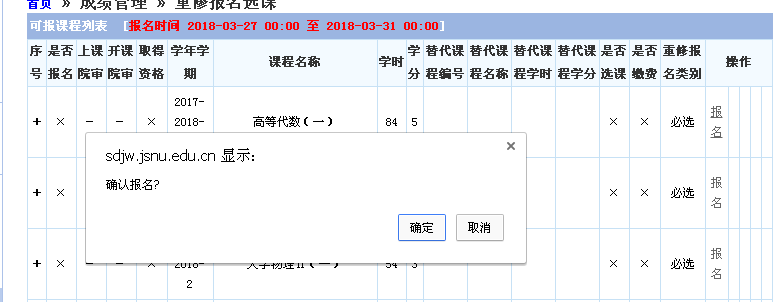 首页 » 成绩管理 » 重修报名选课
可报课程列表 [报名时间 2018-03-27 00:00 至 2018-03-31 00:00]
序号 是否报名 上课院审 开课院审 取得资格 学年学期 课程名称 学时 学分 替代课程编号 替代课程名称 替代课程学时 替代课程学分 是否选课 是否缴费 重修报名类别 操作
+ × - - × 2017-2018- 高等代数(一) 84 5 × × 必选 报名
sdjw.jsnu.edu.cn 显示:
确认报名?
确定 取消
+ × × × 必选 报名
+ × - - × 2018-2 大学物理II(一) 54 3 × × 必选 报名